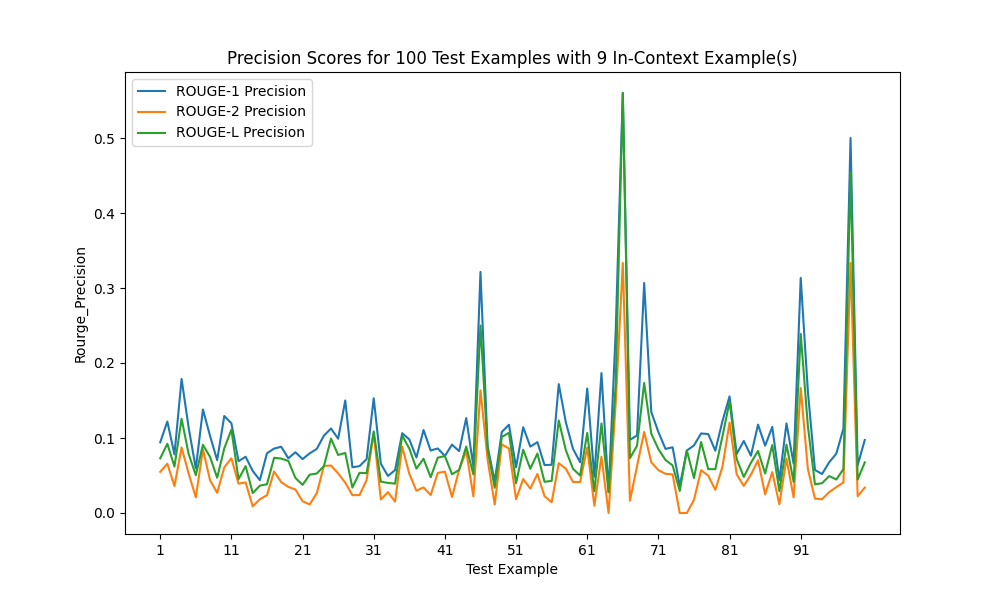 Precision Scores for 100 Test Examples with 9 In-Context Example(s)
ROUGE-1 Precision
ROUGE-2 Precision
ROUGE-L Precision
Rourge_Precision
0.5
0.4
0.3
0.2
0.1
0.0
1 11 21 31 41 51 61 71 81 91
Test Example